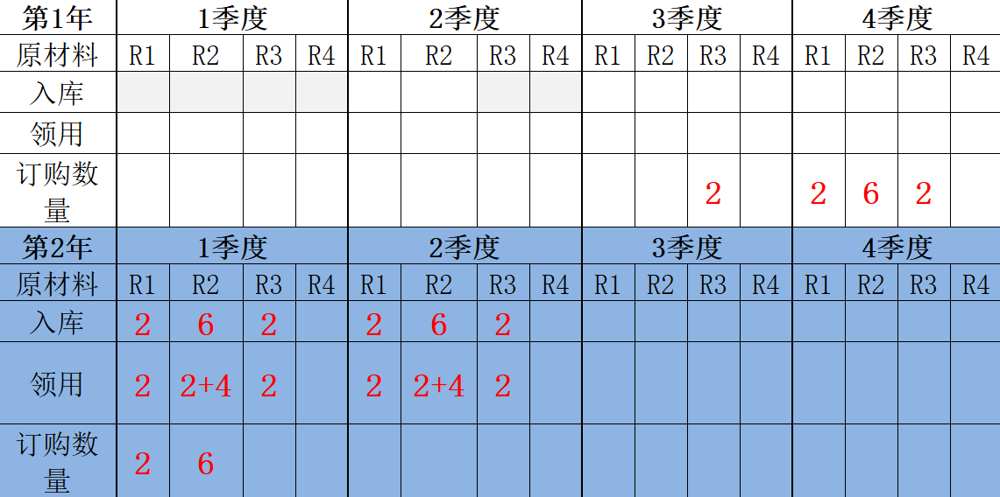 第1年 1季度 2季度 3季度 4季度
原材料 R1 R2 R3 R4 R1 R2 R3 R4 R1 R2 R3 R4 R1 R2 R3 R4
入库
领用
订购数
量 2 2 6 2
第2年 1季度 2季度 3季度 4季度
原材料 R1 R2 R3 R4 R1 R2 R3 R4 R1 R2 R3 R4 R1 R2 R3 R4
入库 2 6 2 2 6 2
领用 2 2+4 2 2 2+4 2
订购数
量 2 6